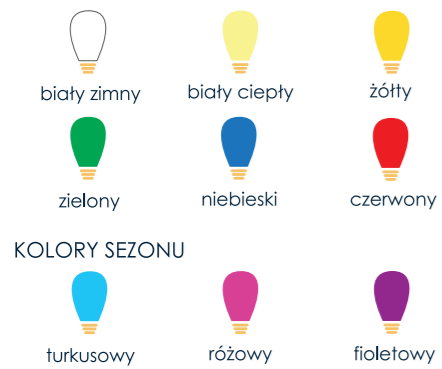 biały zimny biały ciepły żółty
zielony niebieski czerwony
KOLORY SEZONU
turkusowy różowy fioletowy